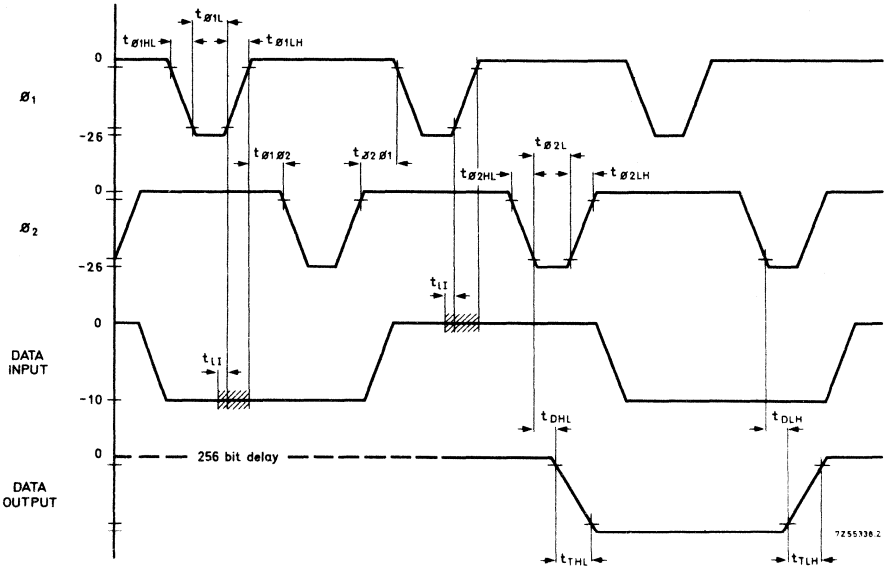 tø1L
tø1HL
tø1LH
0
ø1
-26
tø1ø2
tø2ø1
tø2L
tø2HL
tø2LH
0
ø2
-26
tlI
0
DATA
INPUT
tlI
-10
tDHL
tDLH
0
256 bit delay
DATA
OUTPUT
7Z55338.2
tTHL
tTLH